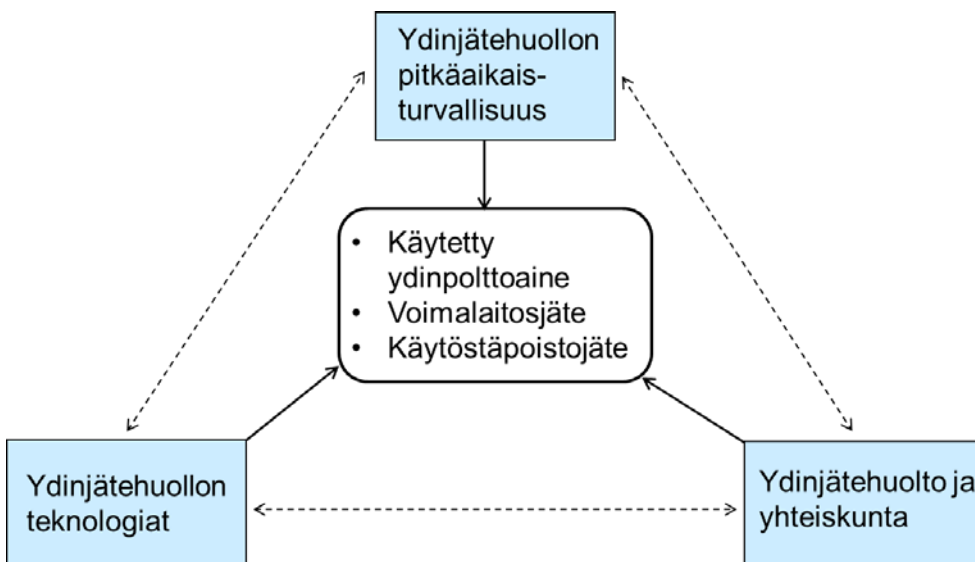 Ydinjätehuollon
pitkäaikais-
turvallisuus
• Käytetty
ydinpolttoaine
• Voimalaitosjäte
• Käytöstäpoistojäte
Ydinjätehuollon
teknologiat
Ydinjätehuolto ja
yhteiskunta